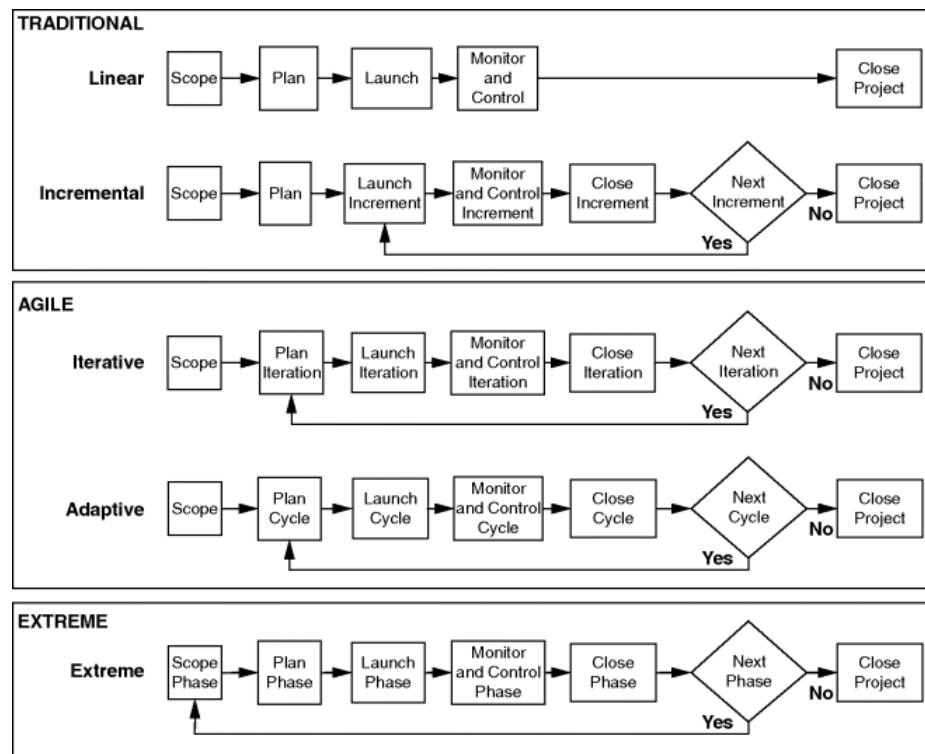 TRADITIONAL
Linear
Scope
Plan
Launch
Monitor
and
Control
Close
Project
Incremental
Scope
Plan
Launch
Increment
Monitor
and Control
Increment
Close
Increment
Next
Increment
No
Yes
Close
Project
AGILE
Iterative
Scope
Plan
Iteration
Launch
Iteration
Monitor
and Control
Iteration
Close
Iteration
Next
Iteration
No
Yes
Close
Project
Adaptive
Scope
Plan
Cycle
Launch
Cycle
Monitor
and Control
Cycle
Close
Cycle
Next
Cycle
No
Yes
Close
Project
EXTREME
Extreme
Scope
Phase
Plan
Phase
Launch
Phase
Monitor
and Control
Phase
Close
Phase
Next
Phase
No
Yes
Close
Project